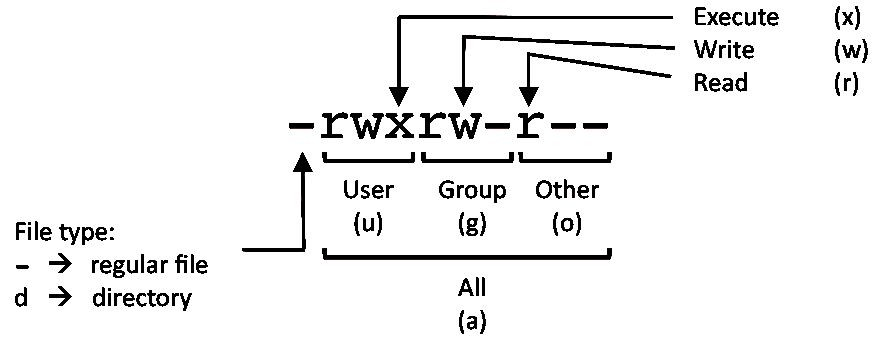 Execute (x)
Write (w)
Read (r)
-rwxrw-r--
User Group Other
(u) (g) (o)
File type:
- → regular file
d → directory
All
(a)